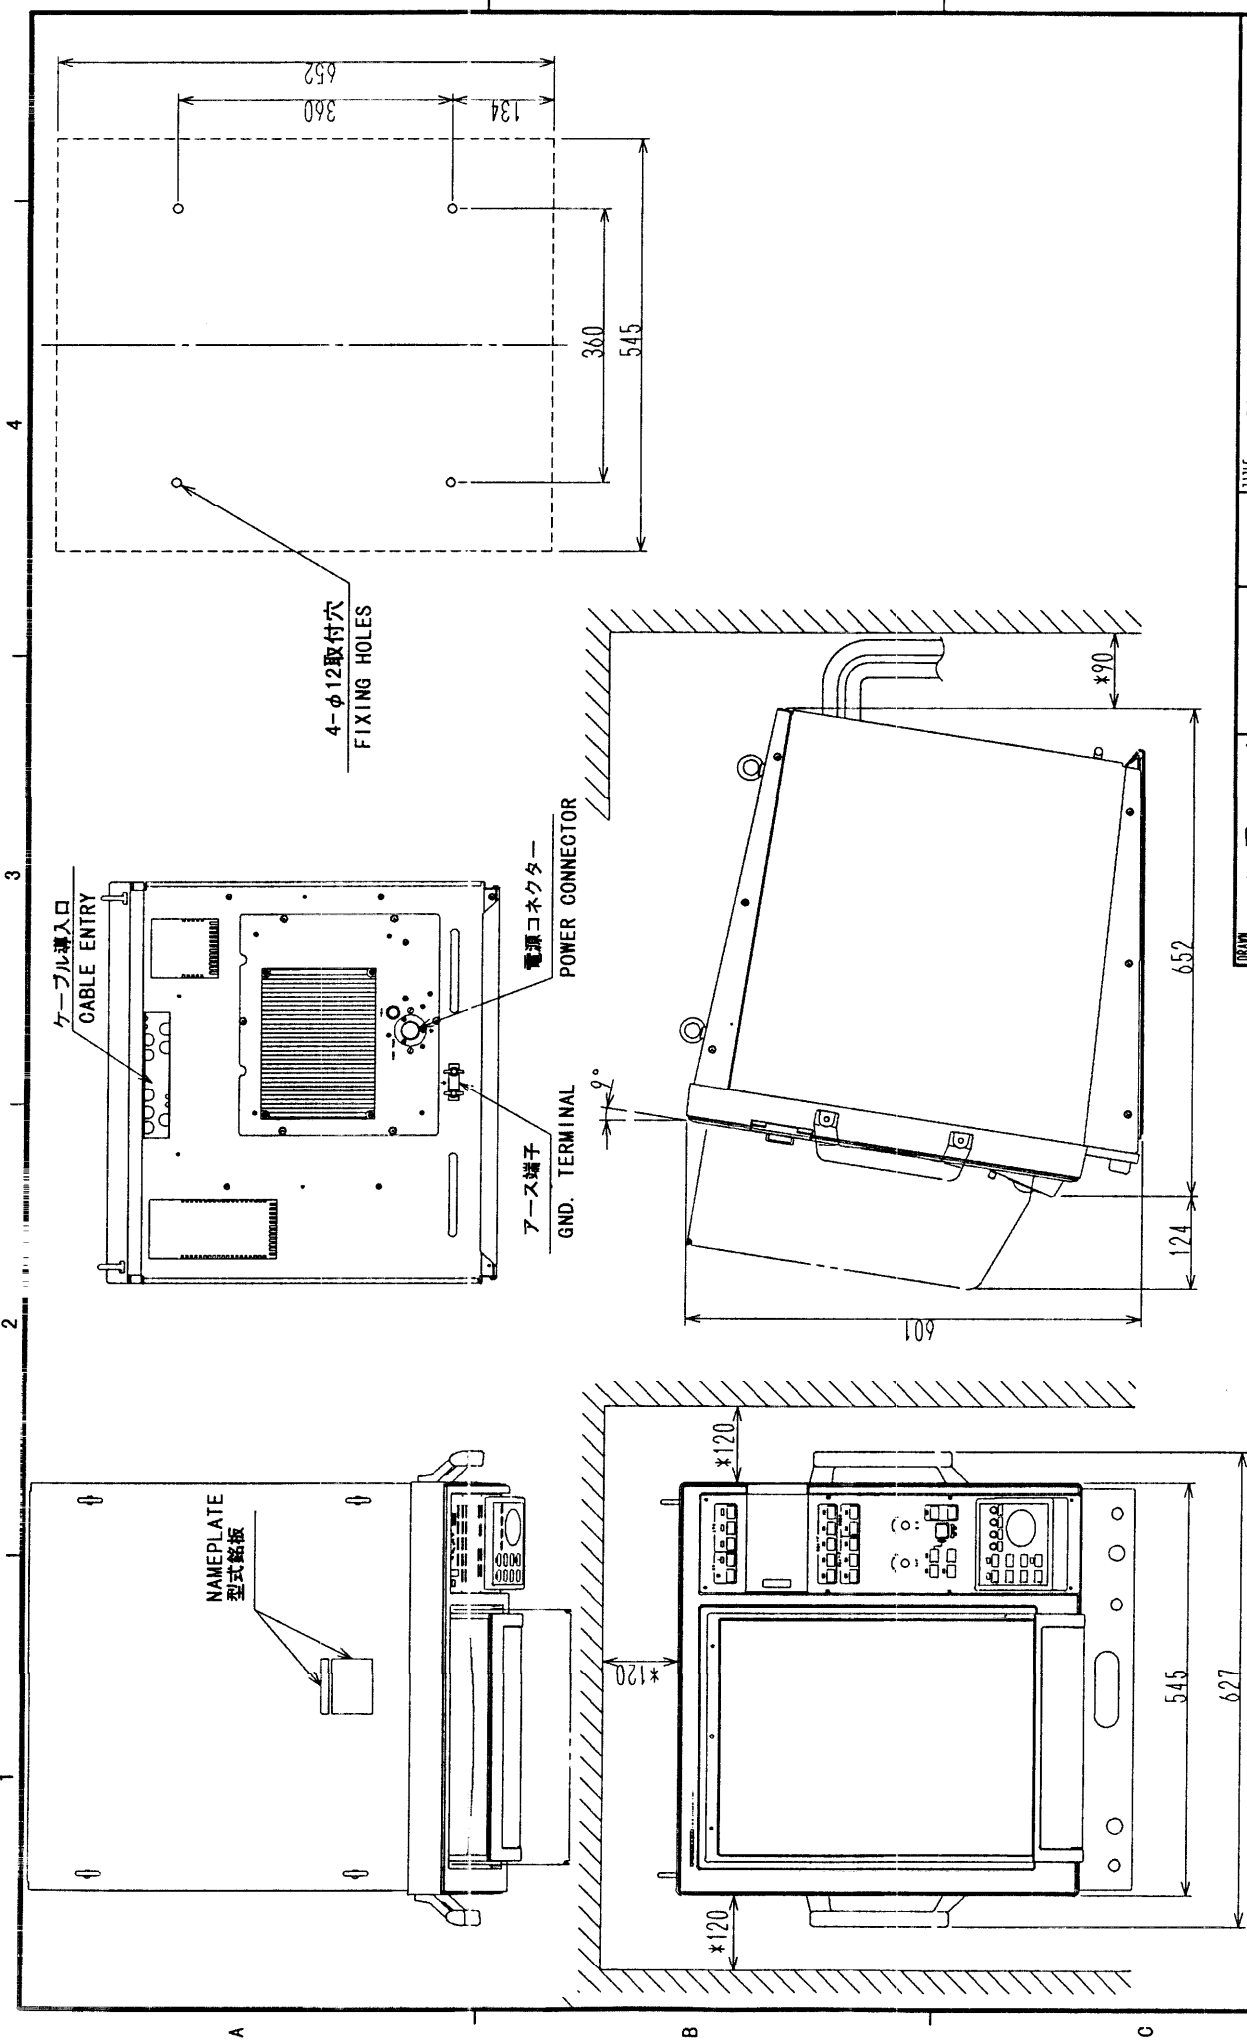 1
2
3
4
A
B
C
NAMEPLATE
型式銘板
ケーブル導入口
CABLE ENTRY
アース端子
GND. TERMINAL
電源コネクター
POWER CONNECTOR
4-φ12取付穴
FIXING HOLES
652
360
134
360
545
*120
*120
*120
545
627
601
9°
124
652
*90
DRAWN